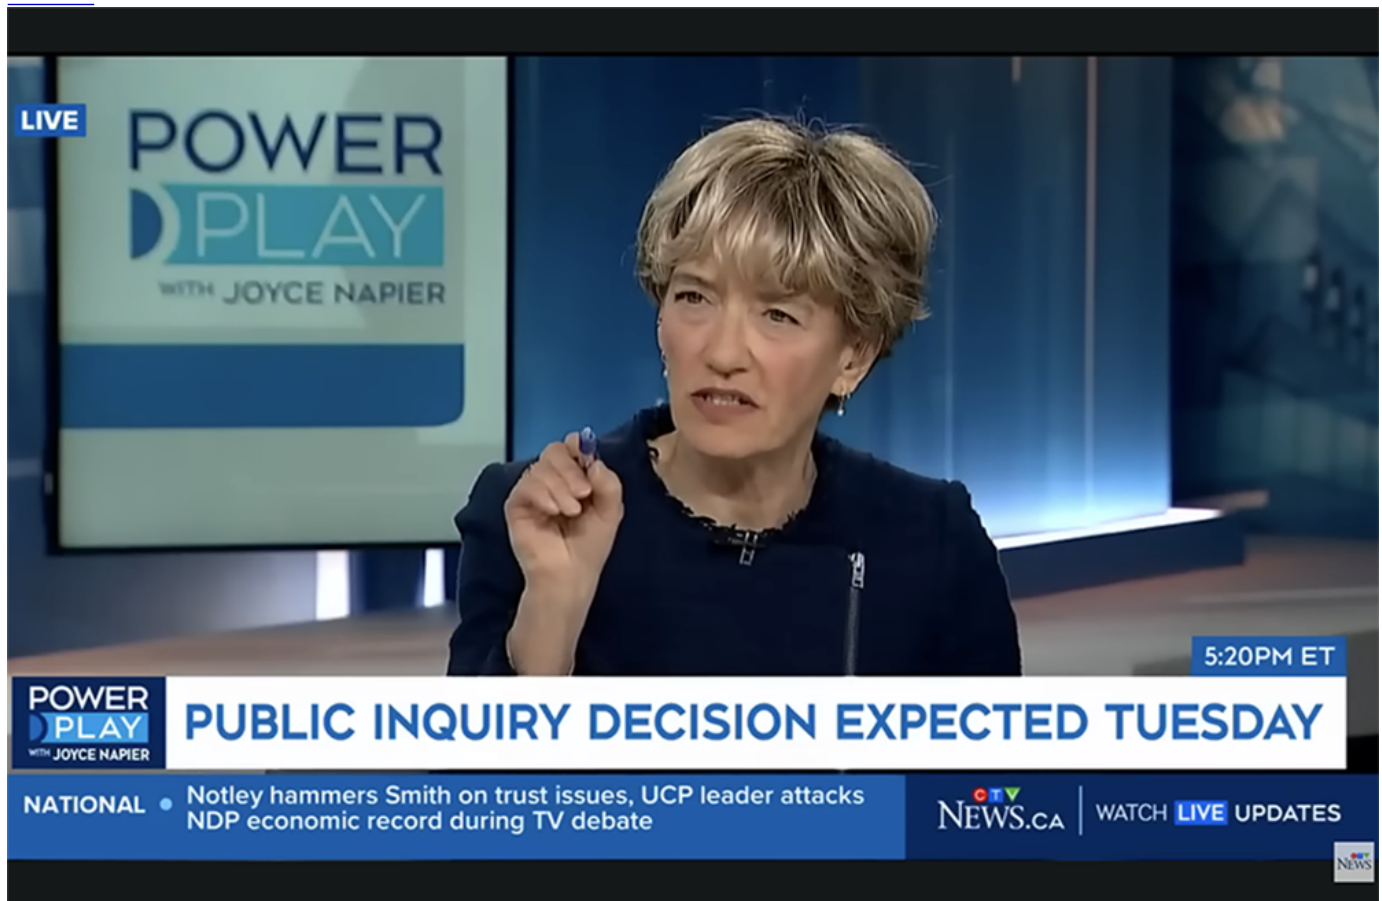 LIVE
POWER
PLAY
WITH JOYCE NAPIER
5:20PM ET
POWER
PLAY
WITH JOYCE NAPIER
PUBLIC INQUIRY DECISION EXPECTED TUESDAY
NATIONAL • Notley hammers Smith on trust issues, UCP leader attacks
NDP economic record during TV debate
CTV
NEWS.CA
WATCH LIVE UPDATES
CTV
NEWS